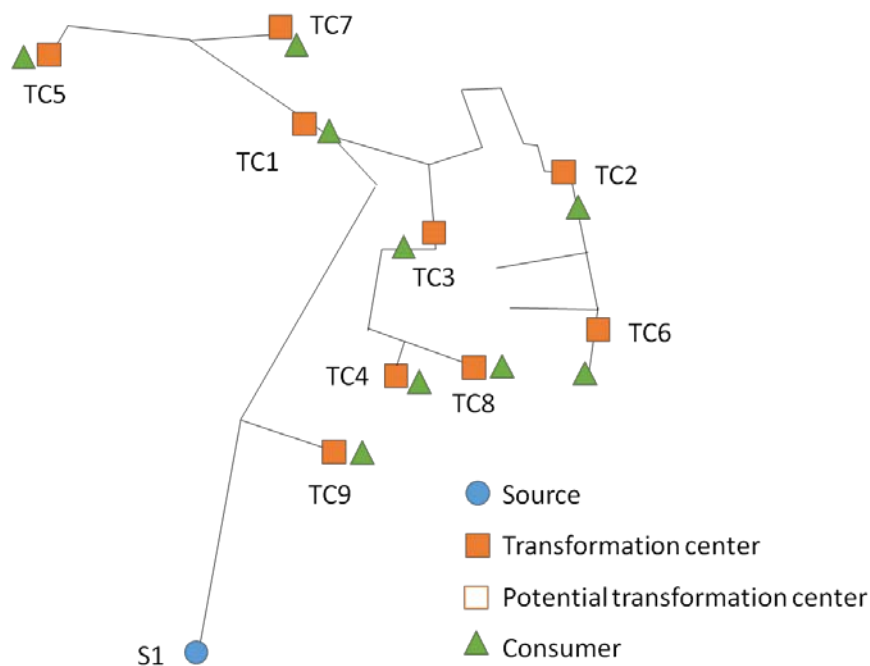 TC7
TC5
TC1
TC2
TC3
TC6
TC4
TC8
TC9
Source
Transformation center
Potential transformation center
Consumer
S1